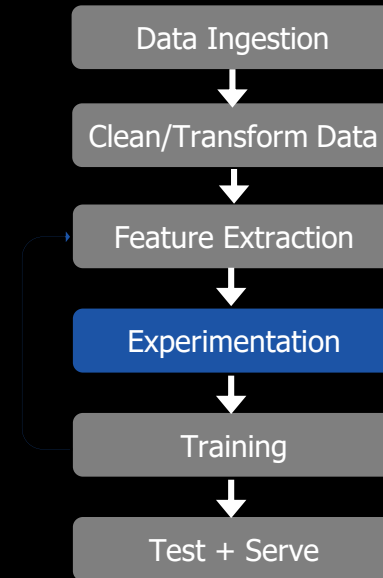 Data Ingestion
Clean/Transform Data
Feature Extraction
Experimentation
Training
Test + Serve